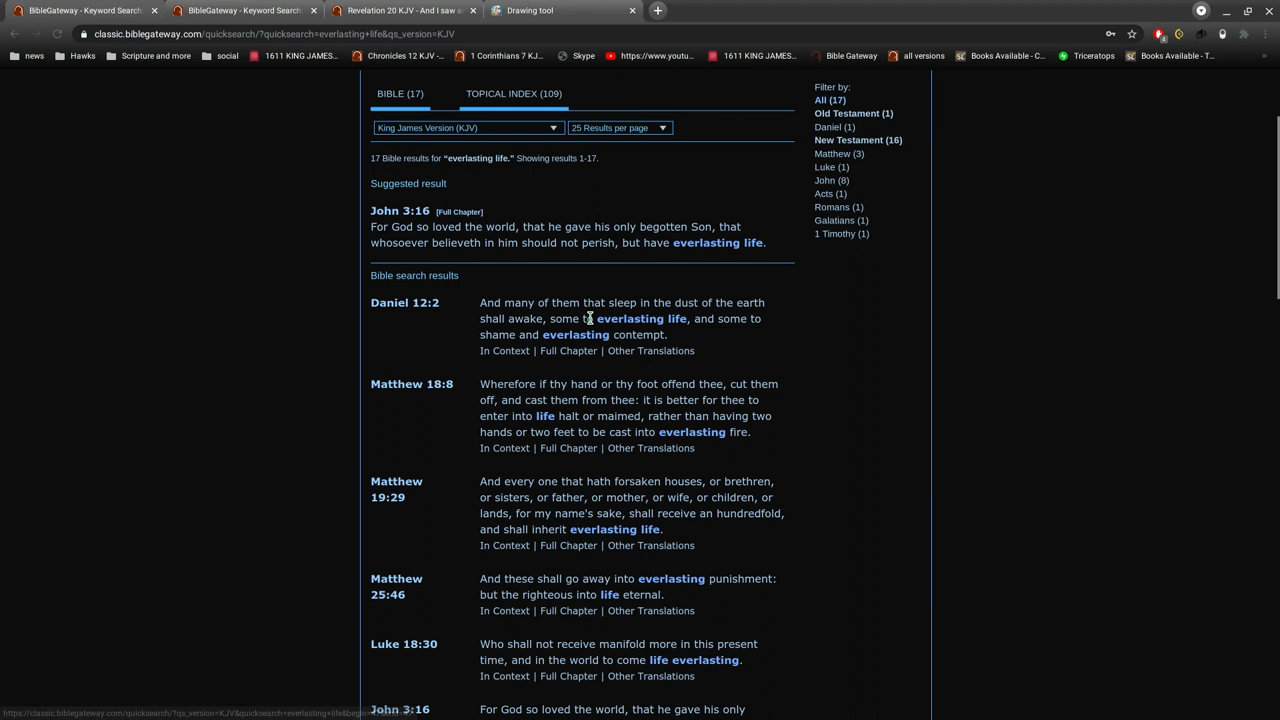 BibleGateway - Keyword Search:
BibleGateway - Keyword Search:
Revelation 20 KJV - And I saw a
Drawing tool
classic.biblegateway.com/quicksearch/?quicksearch=everlasting+life&qs_version=KJV
4
news
Hawks
Scripture and more
social
1611 KING JAMES...
Chronicles 12 KJV -...
1 Corinthians 7 KJ...
Skype
https://www.youtu...
1611 KING JAMES...
Bible Gateway
all versions
Books Available - C...
Triceratops
Books Available - T...
»
BIBLE (17)
TOPICAL INDEX (109)
King James Version (KJV)
25 Results per page
17 Bible results for “everlasting life.” Showing results 1-17.
Suggested result
John 3:16 [Full Chapter]
For God so loved the world, that he gave his only begotten Son, that
whosoever believeth in him should not perish, but have everlasting life.
Bible search results
Daniel 12:2
And many of them that sleep in the dust of the earth
shall awake, some to everlasting life, and some to
shame and everlasting contempt.
In Context | Full Chapter | Other Translations
Matthew 18:8
Wherefore if thy hand or thy foot offend thee, cut them
off, and cast them from thee: it is better for thee to
enter into life halt or maimed, rather than having two
hands or two feet to be cast into everlasting fire.
In Context | Full Chapter | Other Translations
Matthew
19:29
And every one that hath forsaken houses, or brethren,
or sisters, or father, or mother, or wife, or children, or
lands, for my name's sake, shall receive an hundredfold,
and shall inherit everlasting life.
In Context | Full Chapter | Other Translations
Matthew
25:46
And these shall go away into everlasting punishment:
but the righteous into life eternal.
In Context | Full Chapter | Other Translations
Luke 18:30
Who shall not receive manifold more in this present
time, and in the world to come life everlasting.
In Context | Full Chapter | Other Translations
John 3:16
For God so loved the world, that he gave his only
Filter by:
All (17)
Old Testament (1)
Daniel (1)
New Testament (16)
Matthew (3)
Luke (1)
John (8)
Acts (1)
Romans (1)
Galatians (1)
1 Timothy (1)